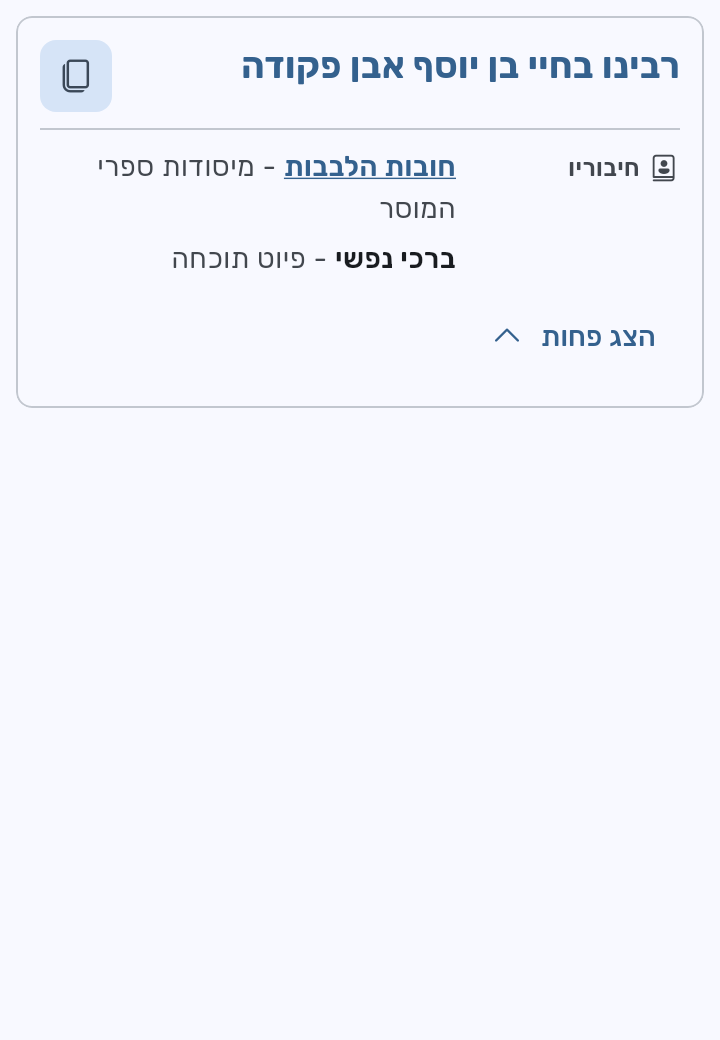 רבינו בחיי בן יוסף אבן פקודה
חיבוריו
חובות הלבבות - מיסודות ספרי
המוסר
ברכי נפשי - פיוט תוכחה
הצג פחות